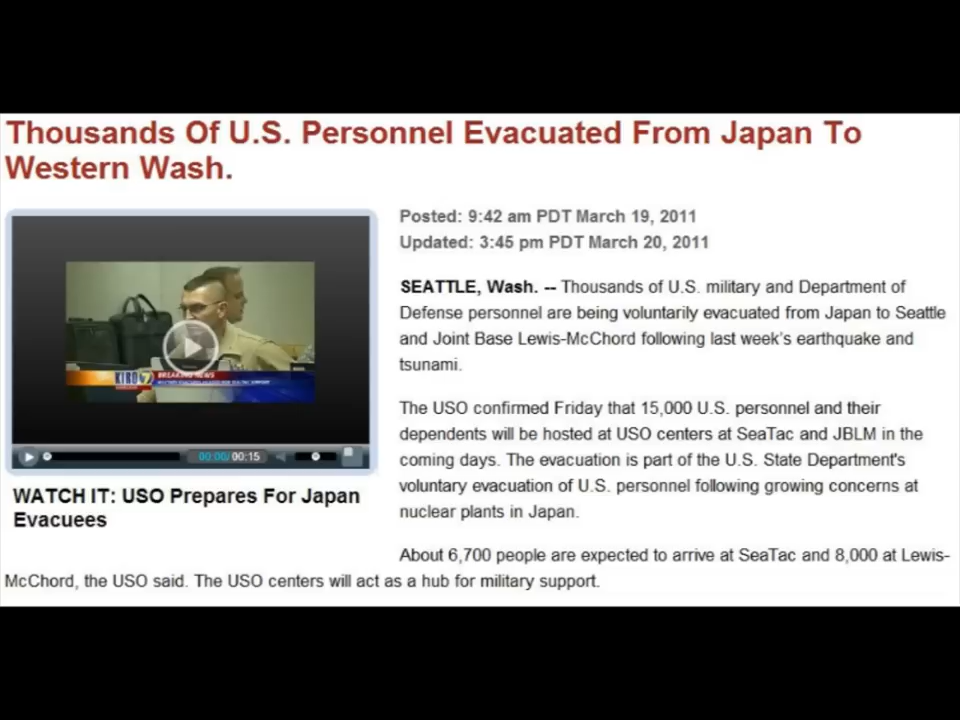 Thousands Of U.S. Personnel Evacuated From Japan To
Western Wash.
Posted: 9:42 am PDT March 19, 2011
Updated: 3:45 pm PDT March 20, 2011
SEATTLE, Wash. -- Thousands of U.S. military and Department of
Defense personnel are being voluntarily evacuated from Japan to Seattle
and Joint Base Lewis-McChord following last week's earthquake and
tsunami.
The USO confirmed Friday that 15,000 U.S. personnel and their
dependents will be hosted at USO centers at SeaTac and JBLM in the
coming days. The evacuation is part of the U.S. State Department's
voluntary evacuation of U.S. personnel following growing concerns at
nuclear plants in Japan.
About 6,700 people are expected to arrive at SeaTac and 8,000 at Lewis-
McChord, the USO said. The USO centers will act as a hub for military support.
KIRO 7
BREAKING NEWS
00:00/00:15
WATCH IT: USO Prepares For Japan
Evacuees